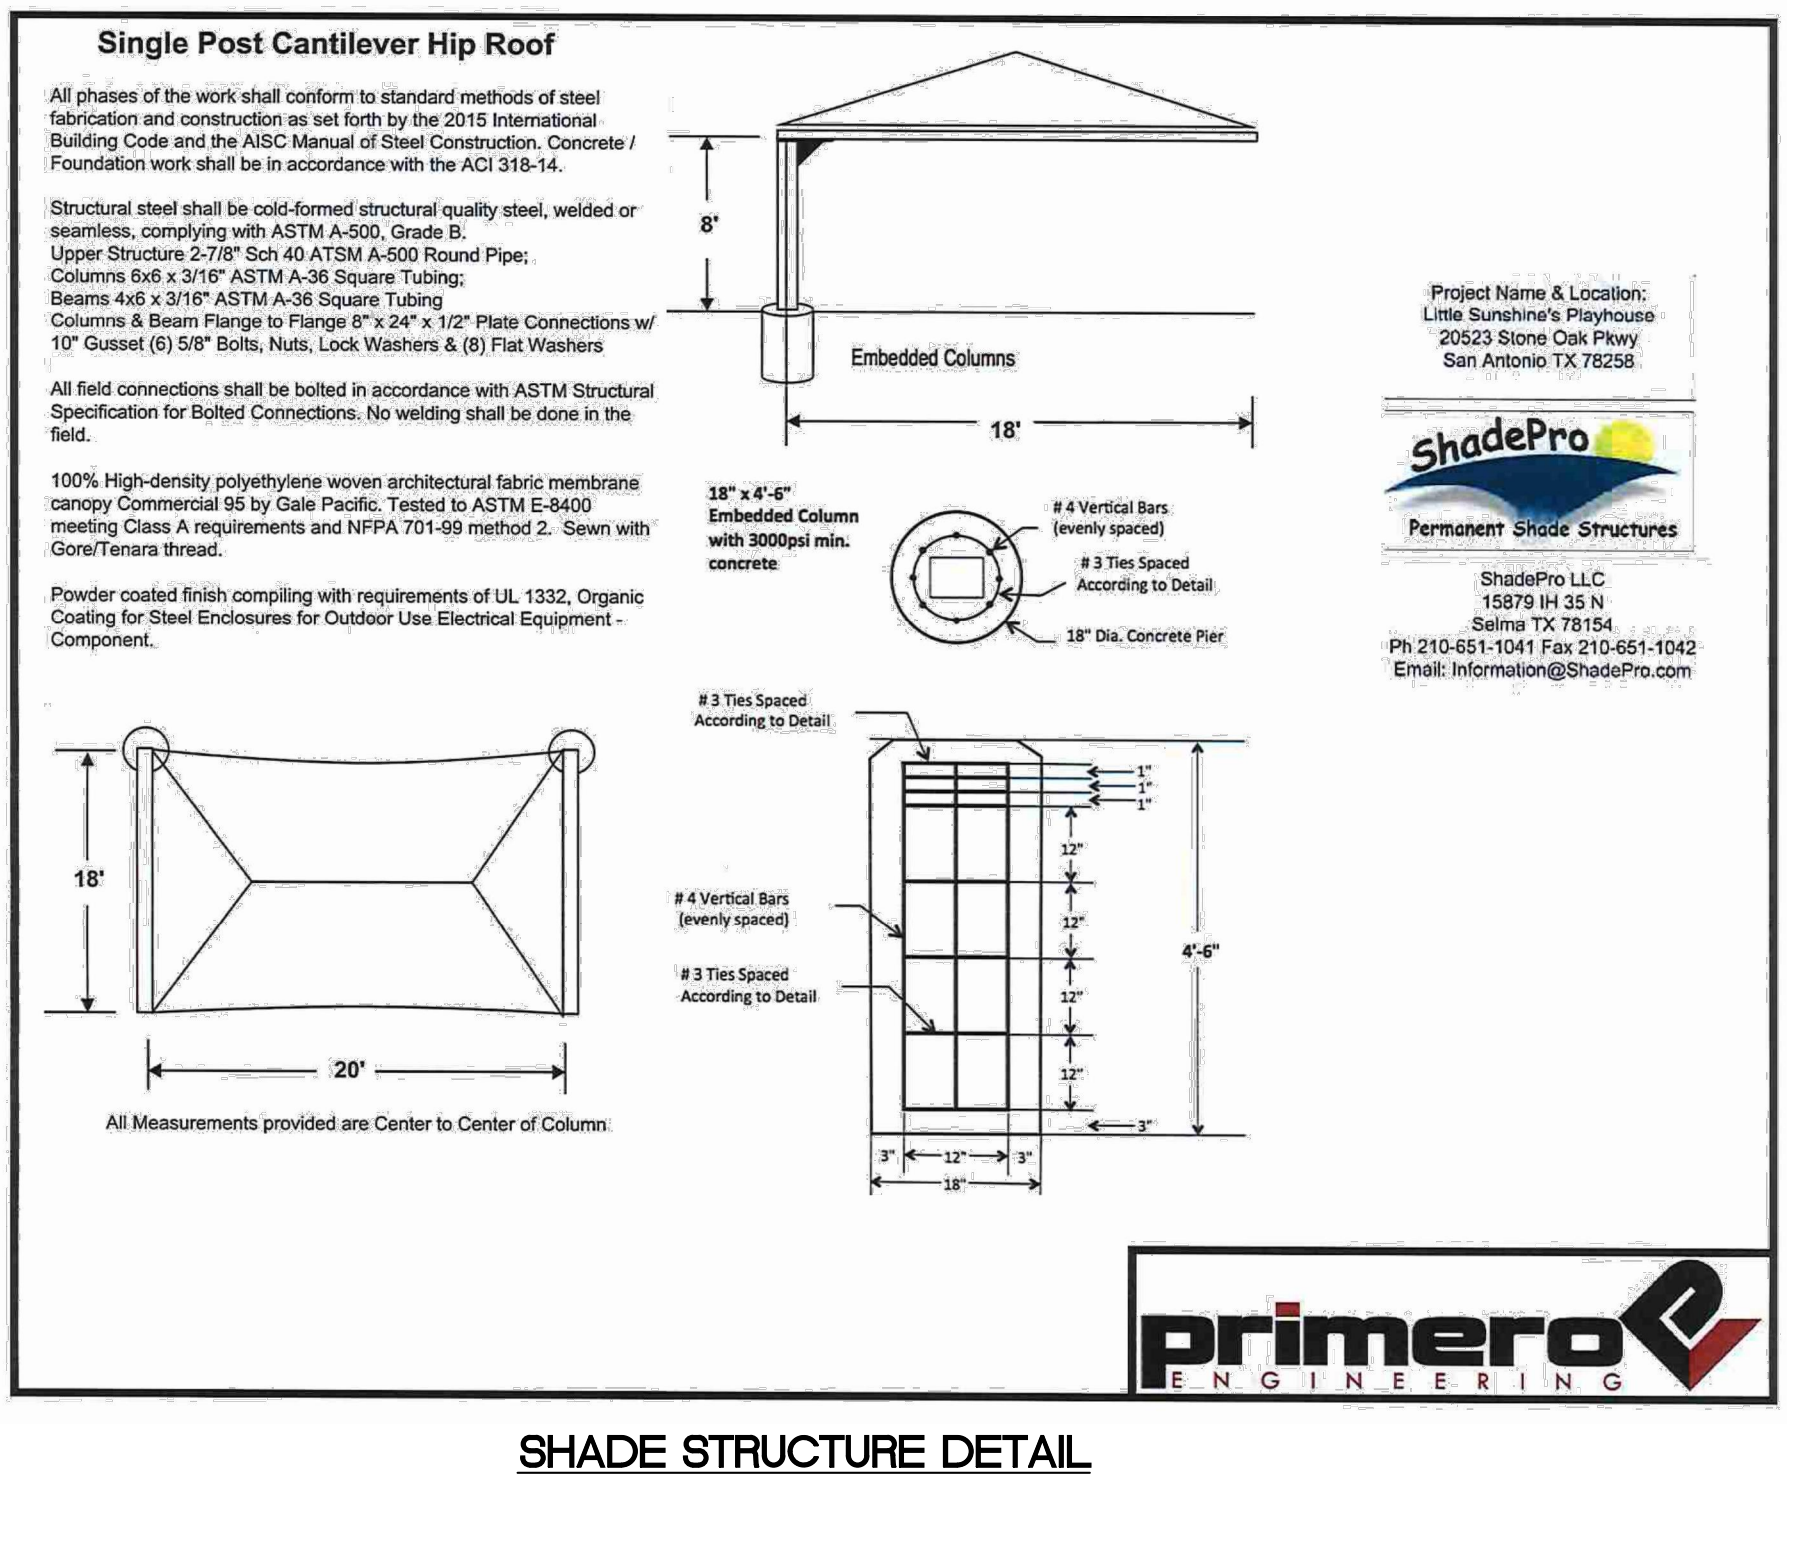 Single Post Cantilever Hip Roof
All phases of the work shall conform to standard methods of steel
fabrication and construction as set forth by the 2015 International
Building Code and the AISC Manual of Steel Construction. Concrete /
Foundation work shall be in accordance with the ACI 318-14.
Structural steel shall be cold-formed structural quality steel, welded or
seamless, complying with ASTM A-500, Grade B.
Upper Structure 2-7/8" Sch 40 ATSM A-500 Round Pipe;
Columns 6x6 x 3/16" ASTM A-36 Square Tubing;
Beams 4x6 x 3/16" ASTM A-36 Square Tubing
Columns & Beam Flange to Flange 8" x 24" x 1/2" Plate Connections w/
10" Gusset (6) 5/8" Bolts, Nuts, Lock Washers & (8) Flat Washers
All field connections shall be bolted in accordance with ASTM Structural
Specification for Bolted Connections. No welding shall be done in the
field.
100% High-density polyethylene woven architectural fabric membrane
canopy Commercial 95 by Gale Pacific. Tested to ASTM E-8400
meeting Class A requirements and NFPA 701-99 method 2. Sewn with
Gore/Tenara thread.
Powder coated finish compiling with requirements of UL 1332, Organic
Coating for Steel Enclosures for Outdoor Use Electrical Equipment -
Component.
18'
20'
All Measurements provided are Center to Center of Column
8'
Embedded Columns
18'
18" x 4'-6"
Embedded Column
with 3000psi min.
concrete
# 4 Vertical Bars
(evenly spaced)
# 3 Ties Spaced
According to Detail
18" Dia. Concrete Pier
# 3 Ties Spaced
According to Detail
1"
1"
1"
12"
# 4 Vertical Bars
(evenly spaced)
12"
4'-6"
# 3 Ties Spaced
According to Detail
12"
12"
3"
3"
12"
3"
18"
Project Name & Location:
Little Sunshine's Playhouse
20523 Stone Oak Pkwy
San Antonio TX 78258
ShadePro
Permanent Shade Structures
ShadePro LLC
15879 IH 35 N
Selma TX 78154
Ph 210-651-1041 Fax 210-651-1042
Email: Information@ShadePro.com
primero
ENGINEERING
SHADE STRUCTURE DETAIL